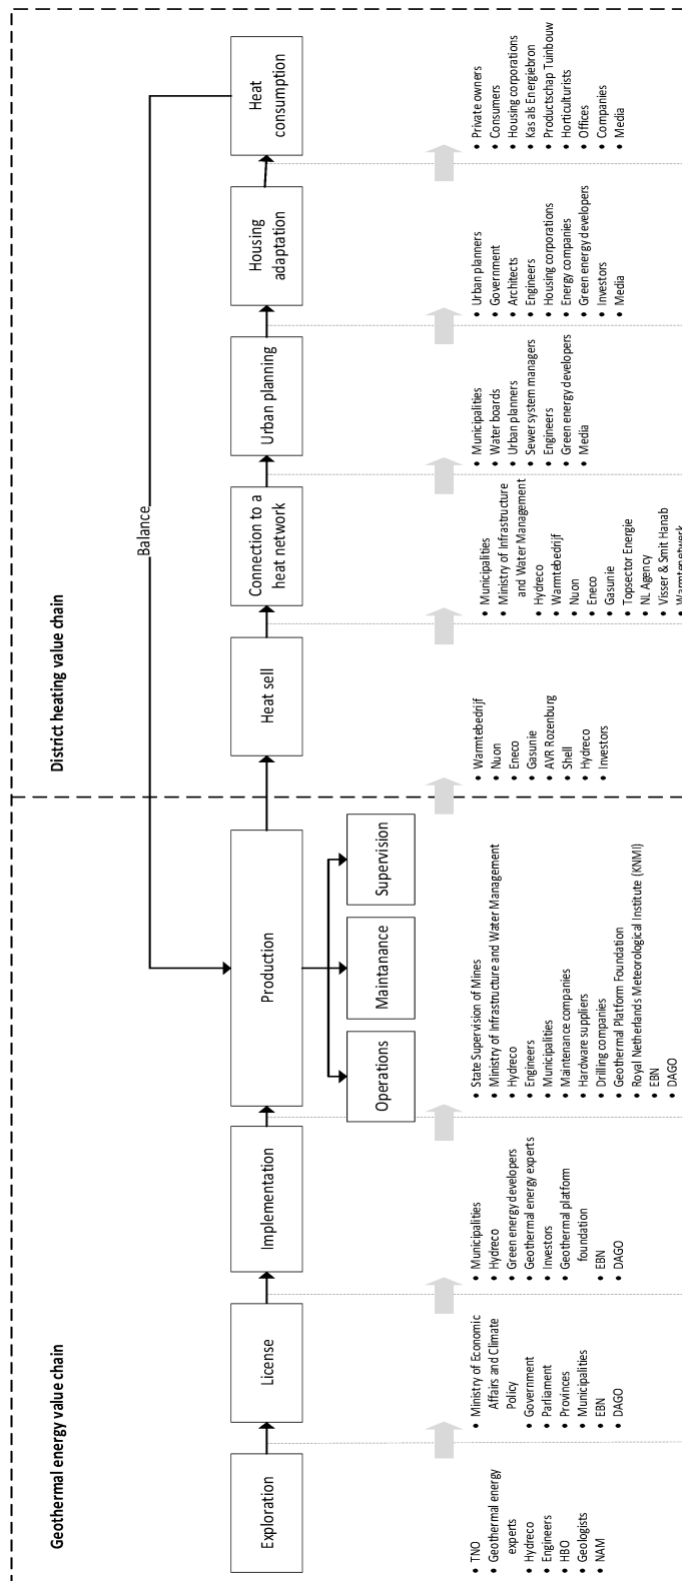 Geothermal energy value chain
District heating value chain
Balance
Exploration
License
Implementation
Production
Heat sell
Connection to a
heat network
Urban planning
Housing
adaptation
Heat
consumption
Operations
Maintanance
Supervision
• TNO
• Geothermal energy
experts
• Hydreco
• Engineers
• HBO
• Geologists
• NAM
• Ministry of Economic
Affairs and Climate
Policy
• Government
• Parliament
• Provinces
• Municipalities
• EBN
• DAGO
• Municipalities
• Hydreco
• Green energy developers
• Geothermal energy experts
• Investors
• Geothermal platform
foundation
• EBN
• DAGO
• State Supervision of Mines
• Ministry of Infrastructure and Water Management
• Hydreco
• Engineers
• Municipalities
• Maintenance companies
• Hardware suppliers
• Drilling companies
• Geothermal Platform Foundation
• Royal Netherlands Meteorological Institute (KNMI)
• EBN
• DAGO
• Warmtebedrijf
• Nuon
• Eneco
• Gasunie
• AVR Rozenburg
• Shell
• Hydreco
• Investors
• Municipalities
• Ministry of Infrastructure
and Water Management
• Hydreco
• Warmtebedrijf
• Nuon
• Eneco
• Gasunie
• Topsector Energie
• NL Agency
• Visser & Smit Hanab
• Warmtenetwork
• Municipalities
• Water boards
• Urban planners
• Sewer system managers
• Engineers
• Green energy developers
• Media
• Urban planners
• Government
• Architects
• Engineers
• Housing corporations
• Energy companies
• Green energy developers
• Investors
• Media
• Private owners
• Consumers
• Housing corporations
• Kas als Energiebron
• Productschap Tuinbouw
• Horticulturists
• Offices
• Companies
• Media